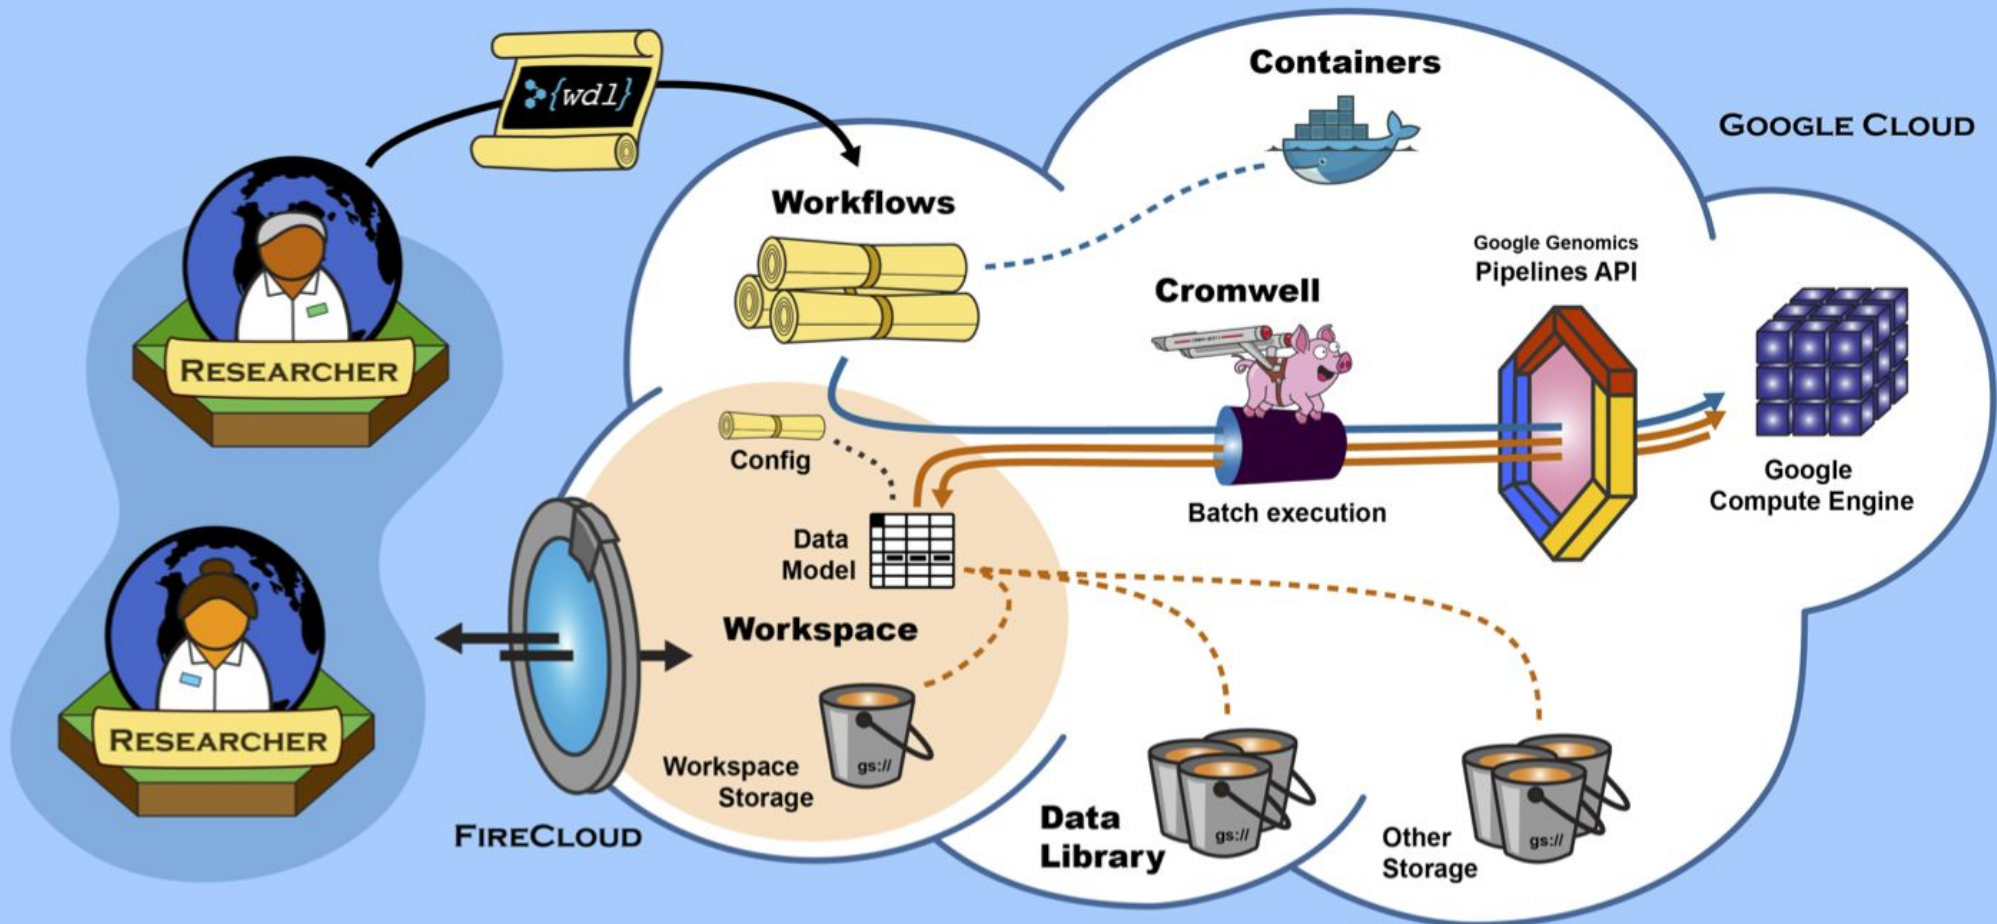 {wdl}
Containers
GOOGLE CLOUD
Workflows
Google Genomics
Pipelines API
Cromwell
RESEARCHER
Config
Batch execution
Google
Compute Engine
Data
Model
Workspace
RESEARCHER
Workspace
Storage
gs://
FIRECLOUD
Data
Library
gs://
Other
Storage
gs://